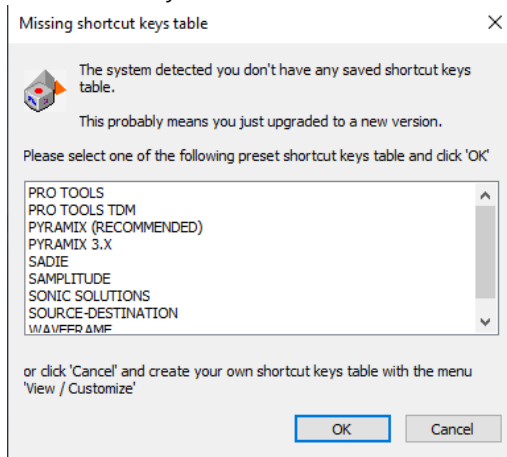 Missing shortcut keys table
The system detected you don't have any saved shortcut keys
table.
This probably means you just upgraded to a new version.
Please select one of the following preset shortcut keys table and click 'OK'
PRO TOOLS
PRO TOOLS TDM
PYRAMIX (RECOMMENDED)
PYRAMIX 3.X
SADIE
SAMPLITUDE
SONIC SOLUTIONS
SOURCE-DESTINATION
WAVEFRAME
or click 'Cancel' and create your own shortcut keys table with the menu
'View / Customize'
OK
Cancel